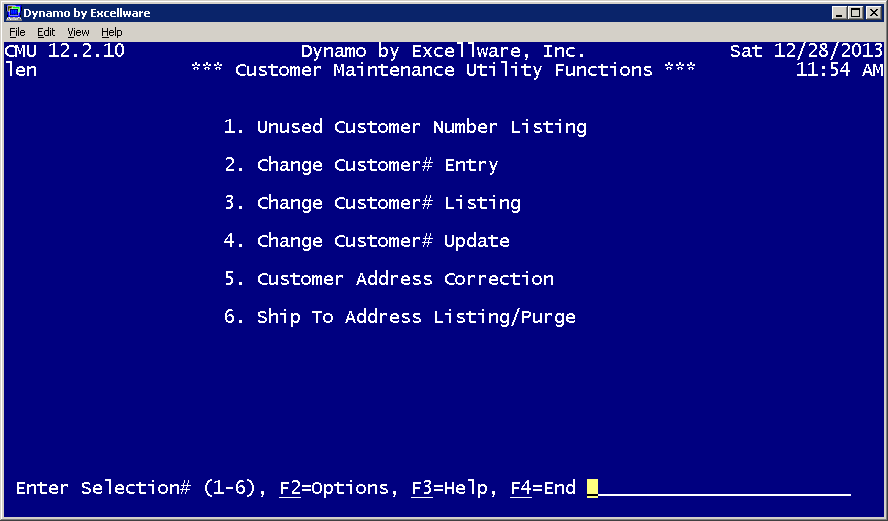 Dynamo by Excellware
File Edit View Help
CMU 12.2.10 Dynamo by Excellware, Inc. Sat 12/28/2013
len *** Customer Maintenance Utility Functions *** 11:54 AM
1. Unused Customer Number Listing
2. Change Customer# Entry
3. Change Customer# Listing
4. Change Customer# Update
5. Customer Address Correction
6. Ship To Address Listing/Purge
Enter Selection# (1-6), F2=Options, F3=Help, F4=End